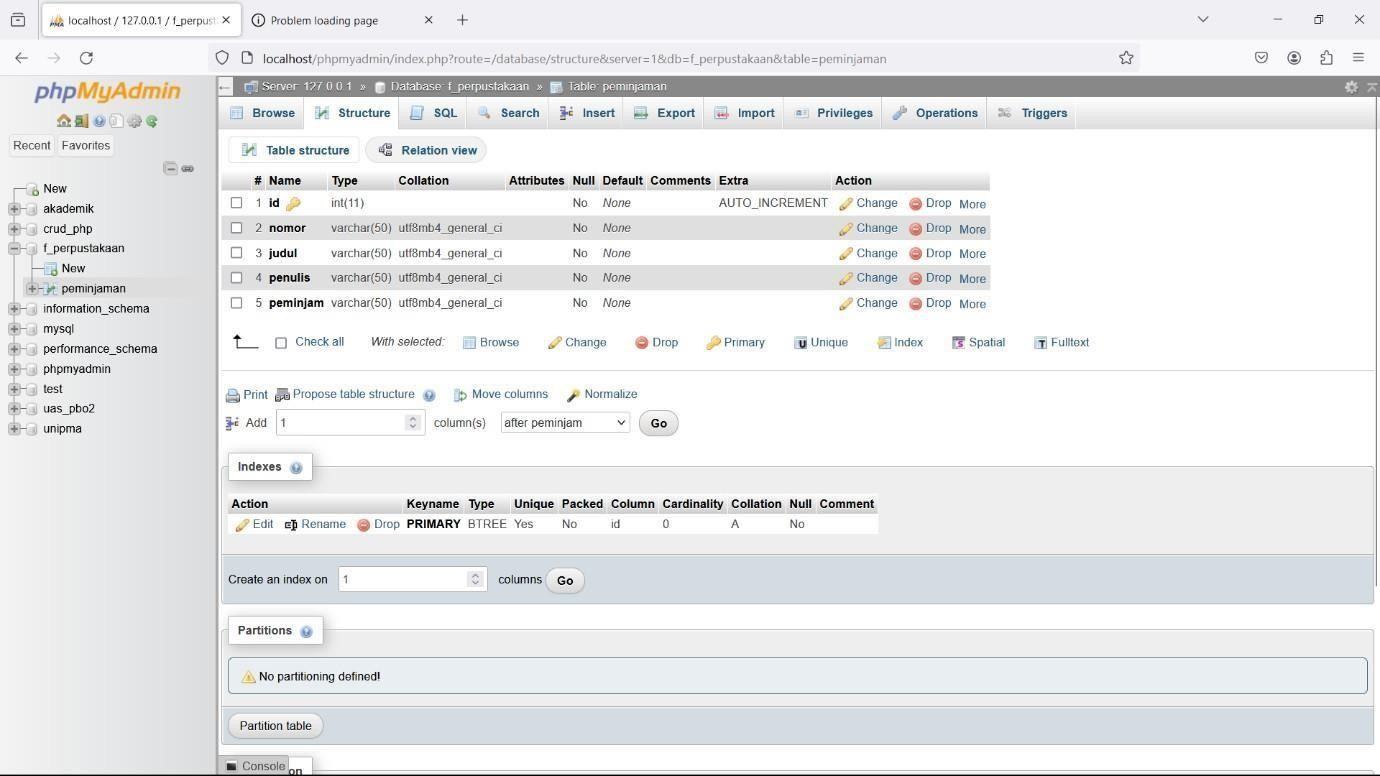 localhost / 127.0.0.1 / f_perpust
Problem loading page
localhost/phpmyadmin/index.php?route=/database/structure&server=1&db=f_perpustakaan&table=peminjaman
phpMyAdmin
Recent Favorites
New
akademik
crud_php
f_perpustakaan
New
peminjaman
information_schema
mysql
performance_schema
phpmyadmin
test
uas_pbo2
unipma
Server: 127.0.0.1 » Database: f_perpustakaan » Table: peminjaman
Browse Structure SQL Search Insert Export Import Privileges Operations Triggers
Table structure Relation view
# Name Type Collation Attributes Null Default Comments Extra Action
1 id int(11) No None AUTO_INCREMENT Change Drop More
2 nomor varchar(50) utf8mb4_general_ci No None Change Drop More
3 judul varchar(50) utf8mb4_general_ci No None Change Drop More
4 penulis varchar(50) utf8mb4_general_ci No None Change Drop More
5 peminjam varchar(50) utf8mb4_general_ci No None Change Drop More
Check all With selected: Browse Change Drop Primary Unique Index Spatial Fulltext
Print Propose table structure Move columns Normalize
Add 1 column(s) after peminjam Go
Indexes
Action Keyname Type Unique Packed Column Cardinality Collation Null Comment
Edit Rename Drop PRIMARY BTREE Yes No id 0 A No
Create an index on 1 columns Go
Partitions
No partitioning defined!
Partition table
Console